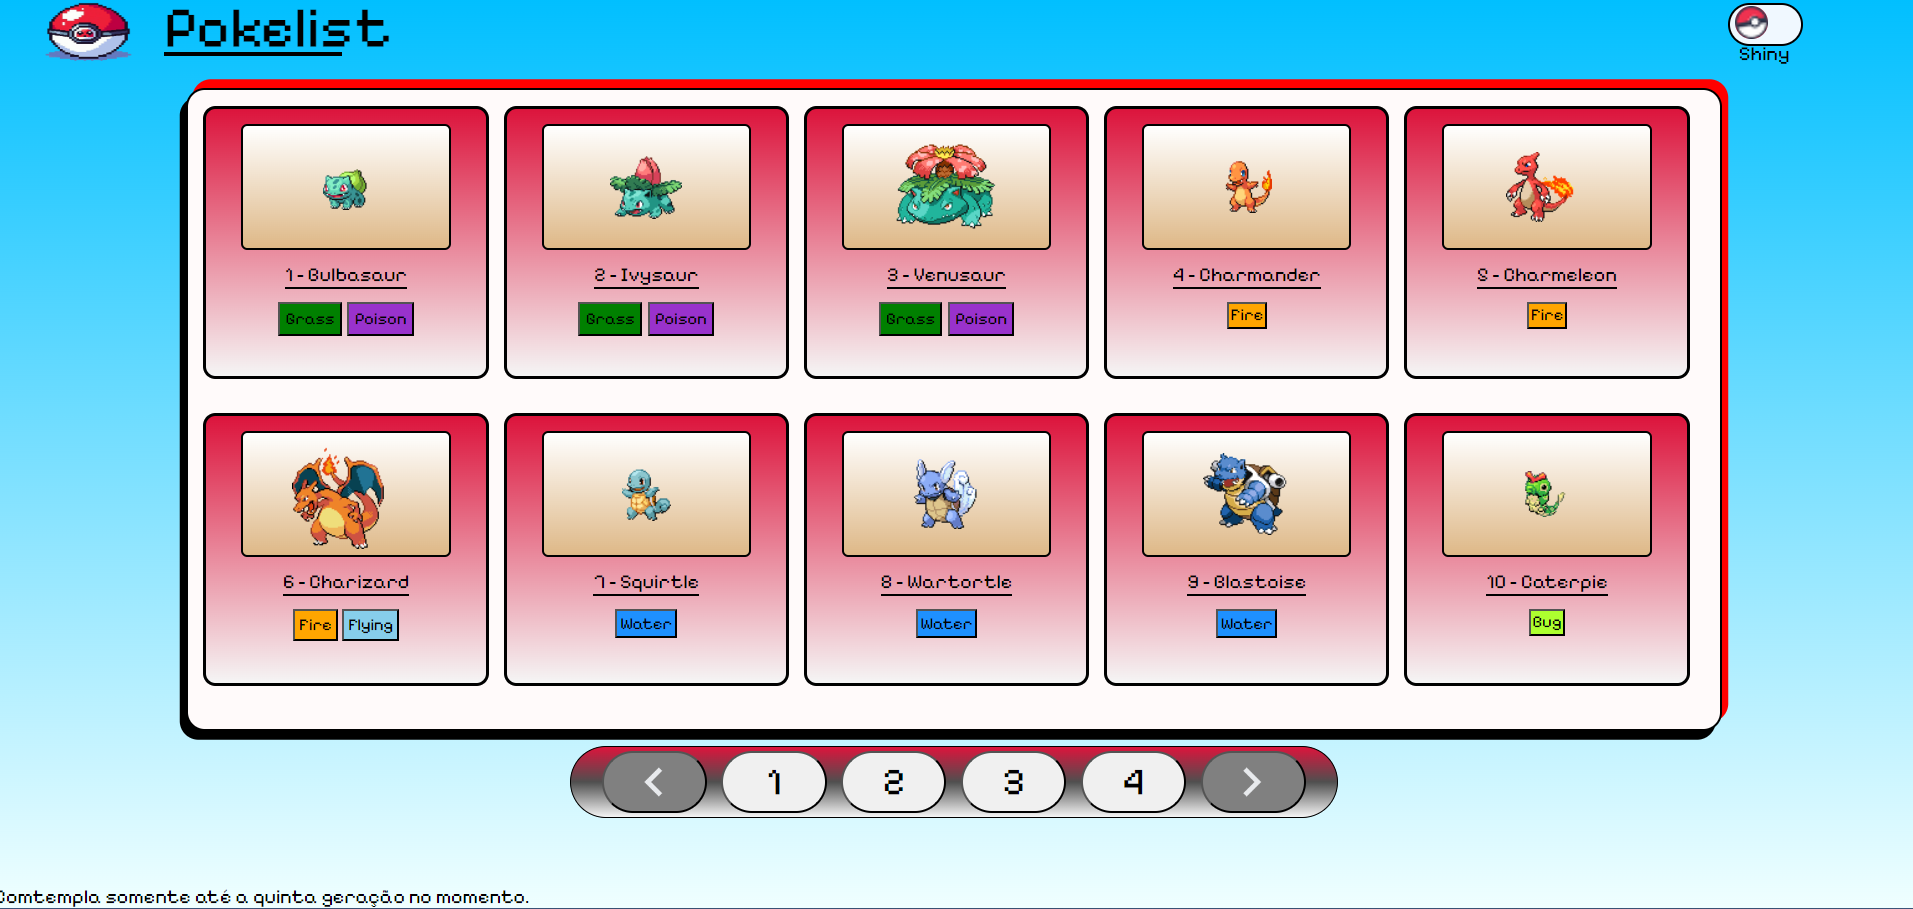 Pokelist
Shiny
1 - Bulbasaur
Grass Poison
2 - Ivysaur
Grass Poison
3 - Venusaur
Grass Poison
4 - Charmander
Fire
5 - Charmeleon
Fire
6 - Charizard
Fire Flying
7 - Squirtle
Water
8 - Wartortle
Water
9 - Blastoise
Water
10 - Caterpie
Bug
1 2 3 4
Comtempla somente até a quinta geração no momento.